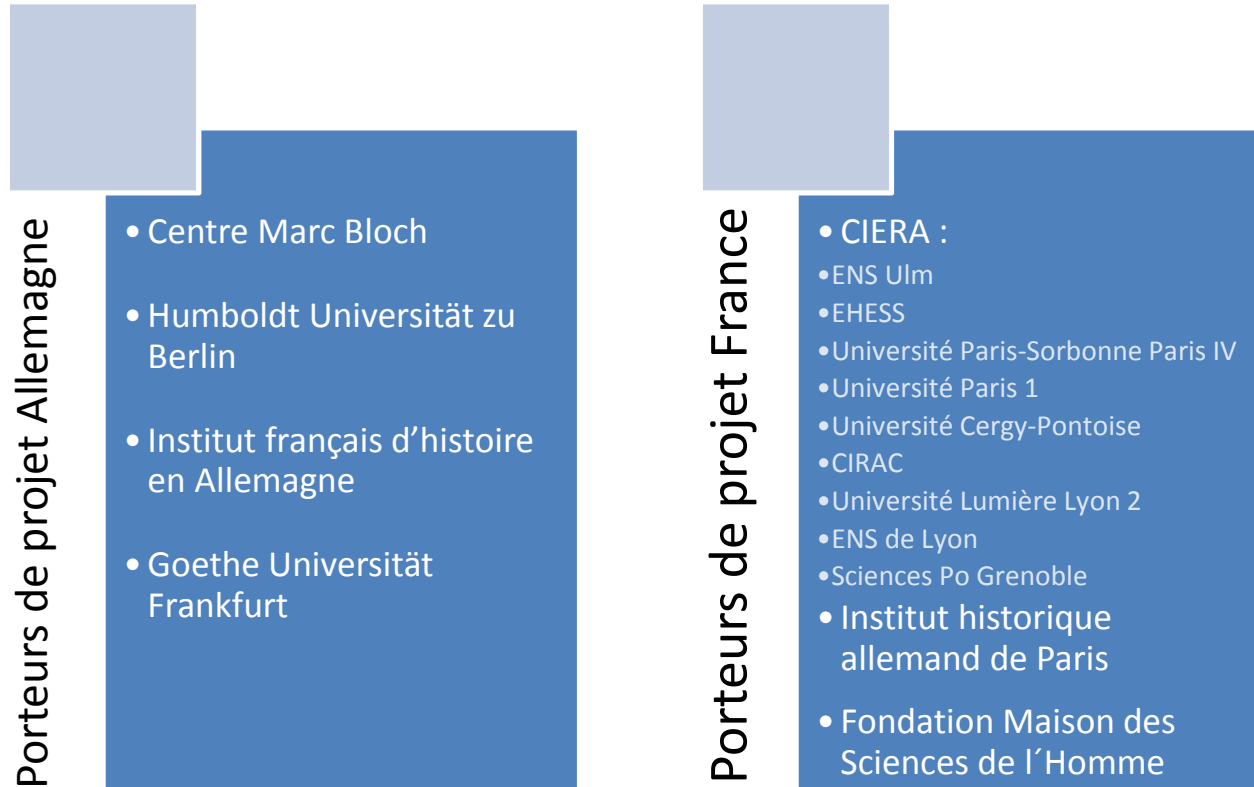 Porteurs de projet Allemagne
• Centre Marc Bloch
• Humboldt Universität zu
Berlin
• Institut français d’histoire
en Allemagne
• Goethe Universität
Frankfurt
Porteurs de projet France
• CIERA :
•ENS Ulm
•EHESS
•Université Paris-Sorbonne Paris IV
•Université Paris 1
•Université Cergy-Pontoise
•CIRAC
•Université Lumière Lyon 2
•ENS de Lyon
•Sciences Po Grenoble
• Institut historique
allemand de Paris
• Fondation Maison des
Sciences de l´Homme